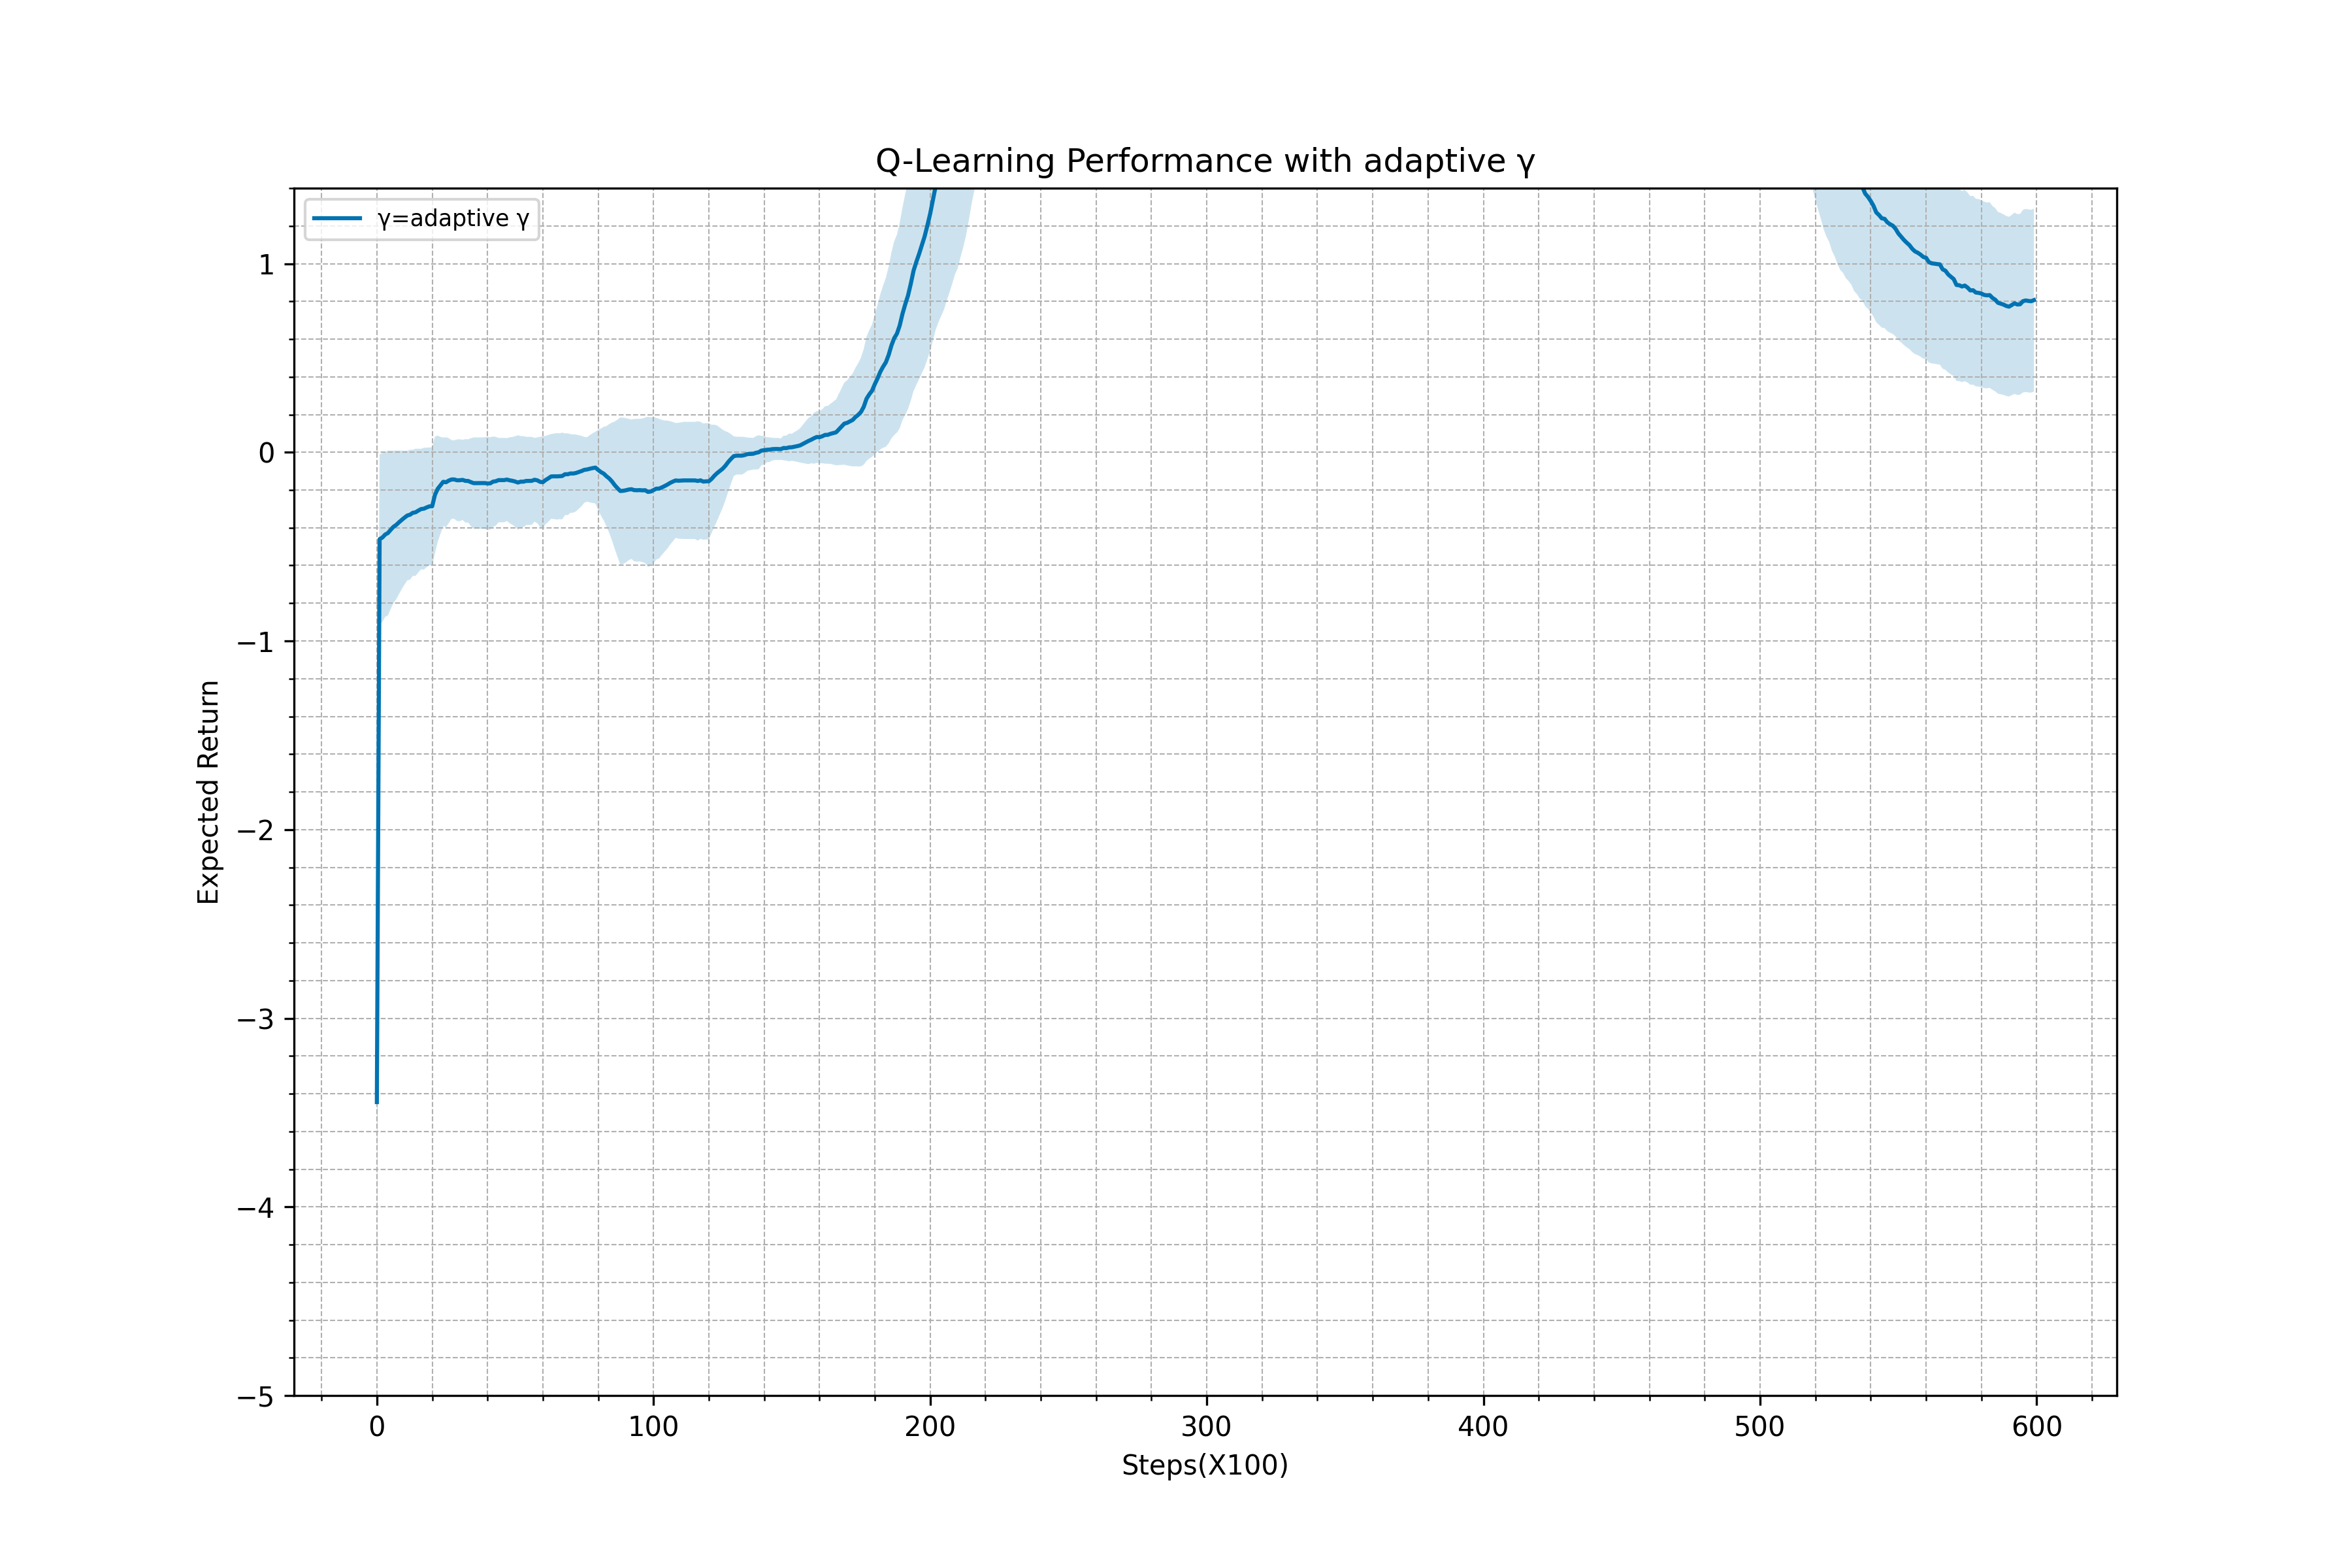 Q-Learning Performance with adaptive γ
γ=adaptive γ
1
0
−1
−2
−3
−4
−5
Expected Return
0 100 200 300 400 500 600
Steps(X100)